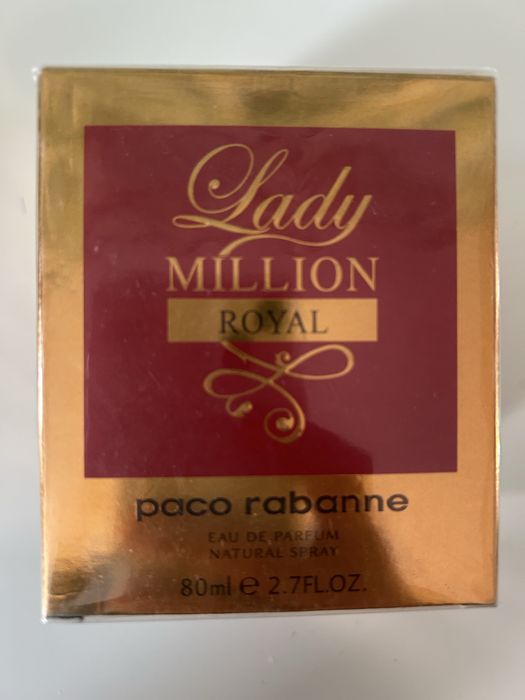 Lady
MILLION
ROYAL
paco rabanne
EAU DE PARFUM
NATURAL SPRAY
80ml e 2.7FL.OZ.